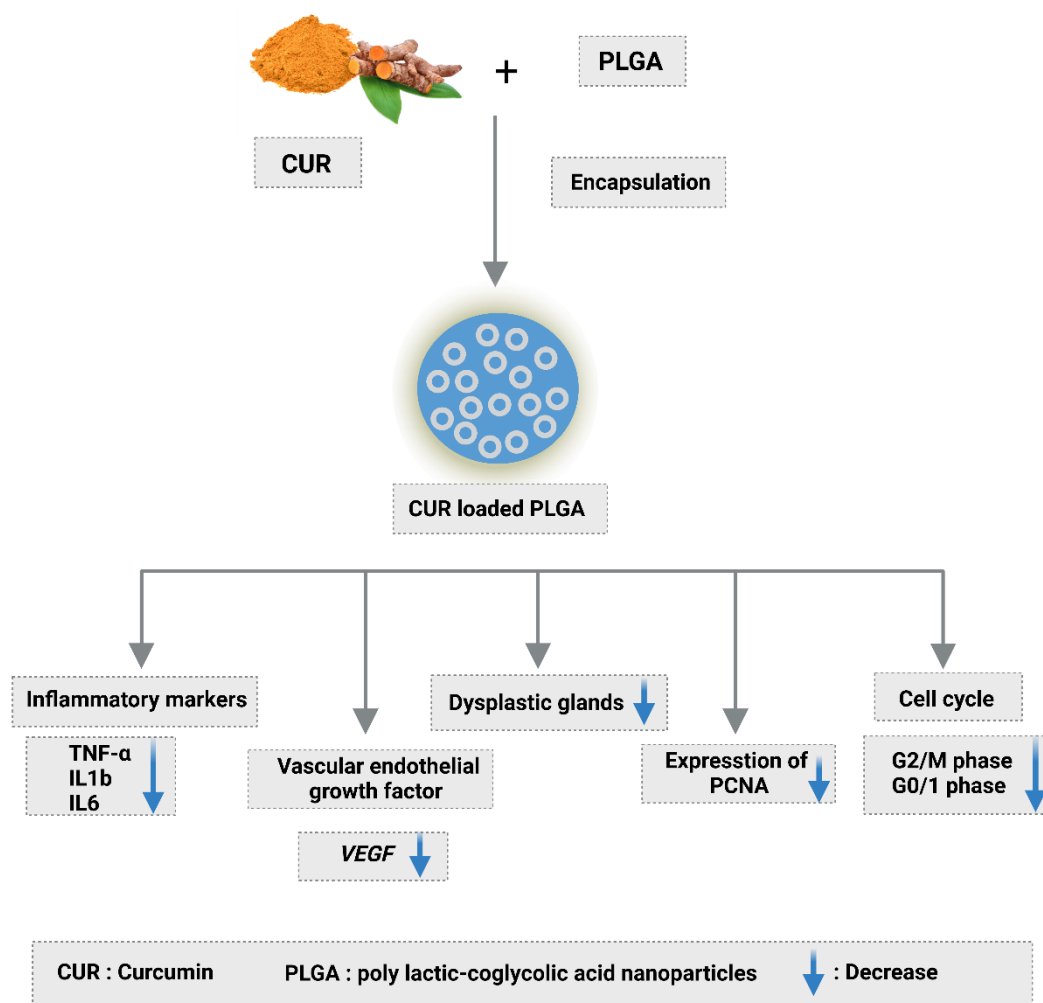 +
PLGA
CUR
Encapsulation
CUR loaded PLGA
Inflammatory markers
TNF-α
IL1b
IL6
Vascular endothelial
growth factor
VEGF
Dysplastic glands
Expresstion of
PCNA
Cell cycle
G2/M phase
G0/1 phase
CUR : Curcumin PLGA : poly lactic-coglycolic acid nanoparticles : Decrease